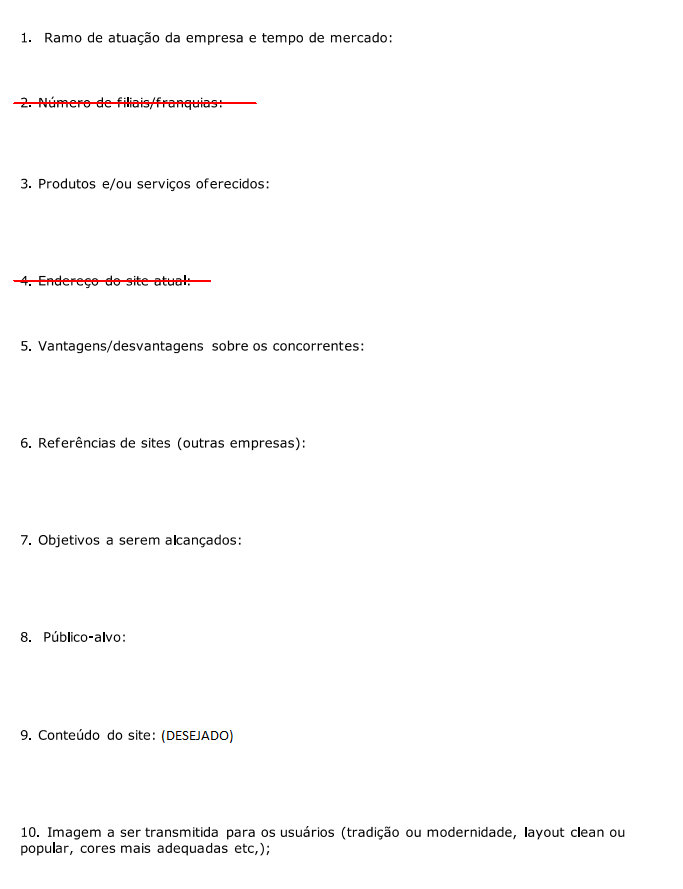 1. Ramo de atuação da empresa e tempo de mercado:
2. Número de filiais/franquias:
3. Produtos e/ou serviços oferecidos:
4. Endereço do site atual:
5. Vantagens/desvantagens sobre os concorrentes:
6. Referências de sites (outras empresas):
7. Objetivos a serem alcançados:
8. Público-alvo:
9. Conteúdo do site: (DESEJADO)
10. Imagem a ser transmitida para os usuários (tradição ou modernidade, layout clean ou
popular, cores mais adequadas etc,);